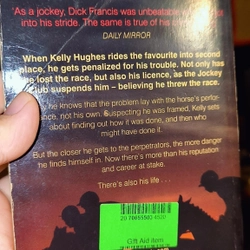 "As a jockey, Dick Francis was unbeatable
into his stride. The same is true of his
DAILY MIRROR
When Kelly Hughes rides the favourite into second
place, he gets penalized for his trouble. Not only has
he lost the race, but also his licence, as the Jockey
Club suspends him – believing he threw the race.
he knows that the problem lay with the horse's perfor-
mance, not his own. Suspecting he was framed, Kelly sets
about finding out how it was done, and then who
might have done it.
But the closer he gets to the perpetrators, the more danger
he finds himself in. Now there's more than his reputation
and career at stake.
There's also his life . . .
Gift Aid item